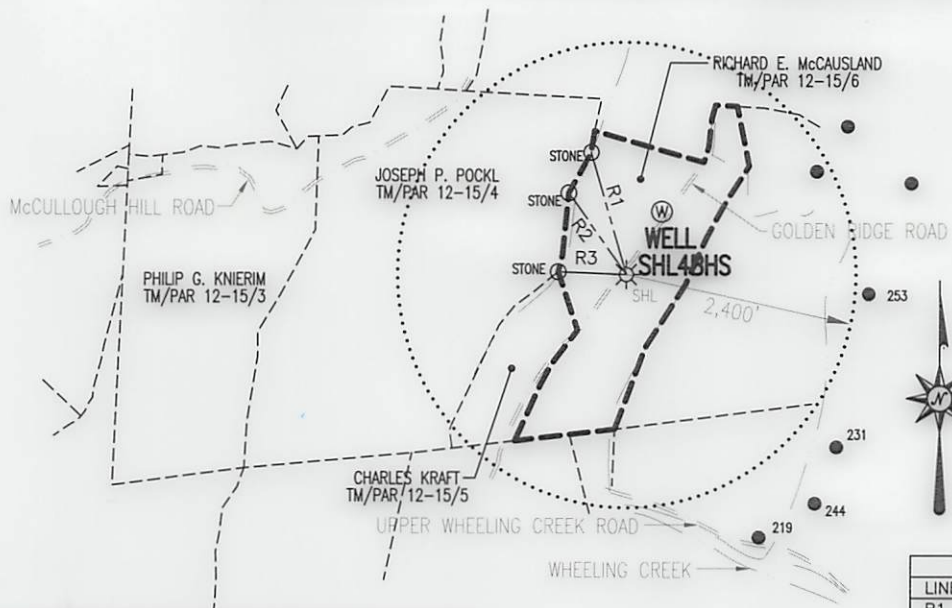 RICHARD E. McCAUSLAND
TM/PAR 12-15/6
STONE
JOSEPH P. POCKL
TM/PAR 12-15/4
STONE
R1
McCULLOUGH HILL ROAD
R2
W
GOLDEN RIDGE ROAD
WELL
STONE
R3
SHL4BHS
PHILIP G. KNIERIM
TM/PAR 12-15/3
SHL
2,400'
253
N
231
CHARLES KRAFT
TM/PAR 12-15/5
244
UPPER WHEELING CREEK ROAD
219
WHEELING CREEK
LINE
R1